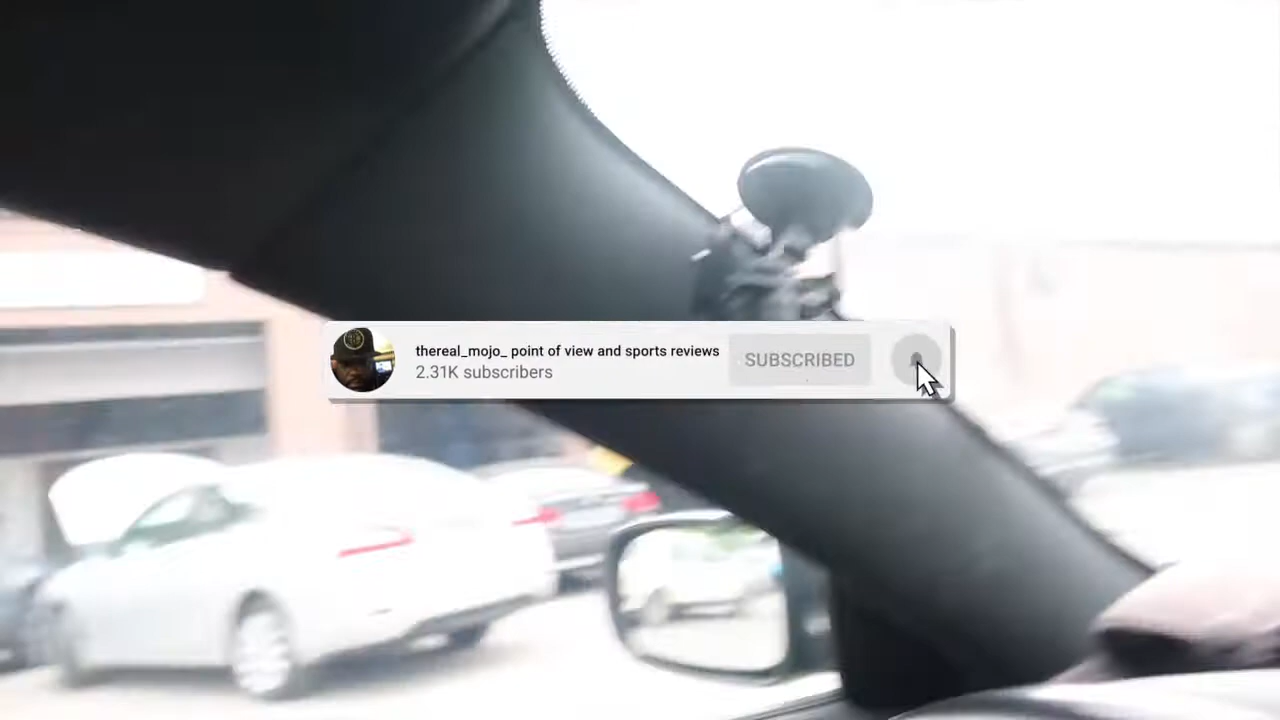 thereal_mojo_ point of view and sports reviews
2.31K subscribers
SUBSCRIBED